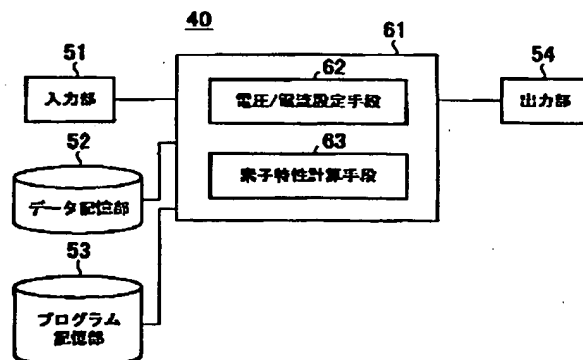 40
51
入力部
52
データ記憶部
53
プログラム
記憶部
61
62
電圧/電流設定手段
63
素子特性計算手段
54
出力部